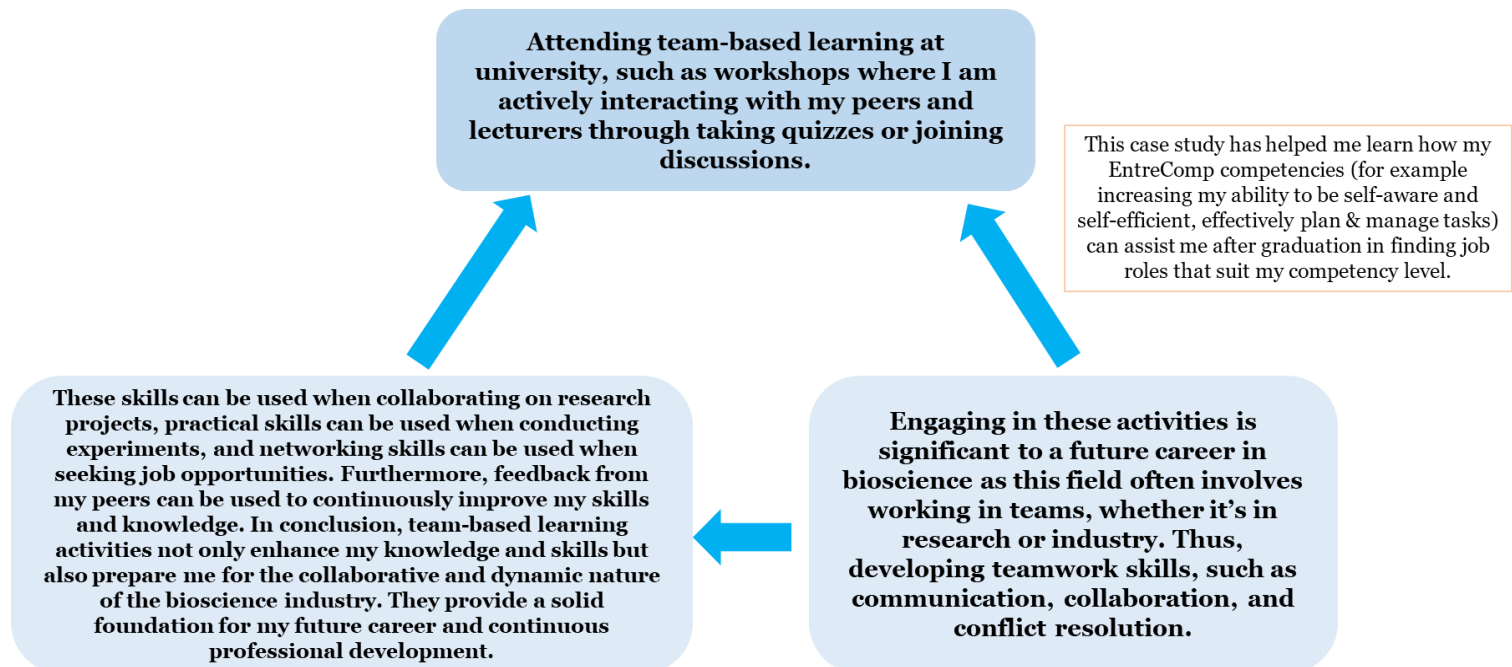 Attending team-based learning at
university, such as workshops where I am
actively interacting with my peers and
lecturers through taking quizzes or joining
discussions.
This case study has helped me learn how my
EntreComp competencies (for example
increasing my ability to be self-aware and
self-efficient, effectively plan & manage tasks)
can assist me after graduation in finding job
roles that suit my competency level.
These skills can be used when collaborating on research
projects, practical skills can be used when conducting
experiments, and networking skills can be used when
seeking job opportunities. Furthermore, feedback from
my peers can be used to continuously improve my skills
and knowledge. In conclusion, team-based learning
activities not only enhance my knowledge and skills but
also prepare me for the collaborative and dynamic nature
of the bioscience industry. They provide a solid
foundation for my future career and continuous
professional development.
Engaging in these activities is
significant to a future career in
bioscience as this field often involves
working in teams, whether it’s in
research or industry. Thus,
developing teamwork skills, such as
communication, collaboration, and
conflict resolution.